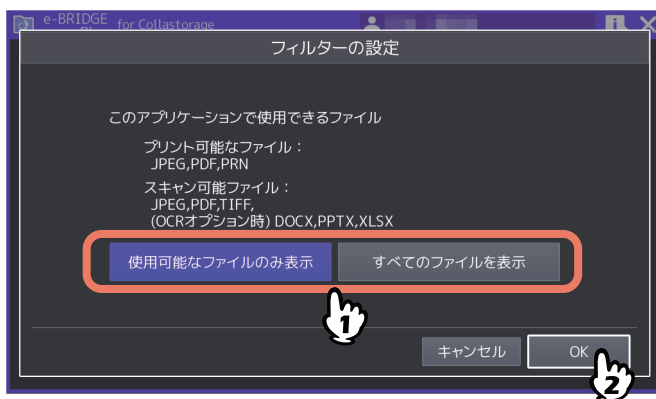 e-BRIDGE
for Collastorage
フィルターの設定
このアプリケーションで使用できるファイル
プリント可能なファイル：
JPEG,PDF,PRN
スキャン可能ファイル：
JPEG,PDF,TIFF,
(OCRオプション時) DOCX,PPTX,XLSX
使用可能なファイルのみ表示
すべてのファイルを表示
1
キャンセル
OK
2